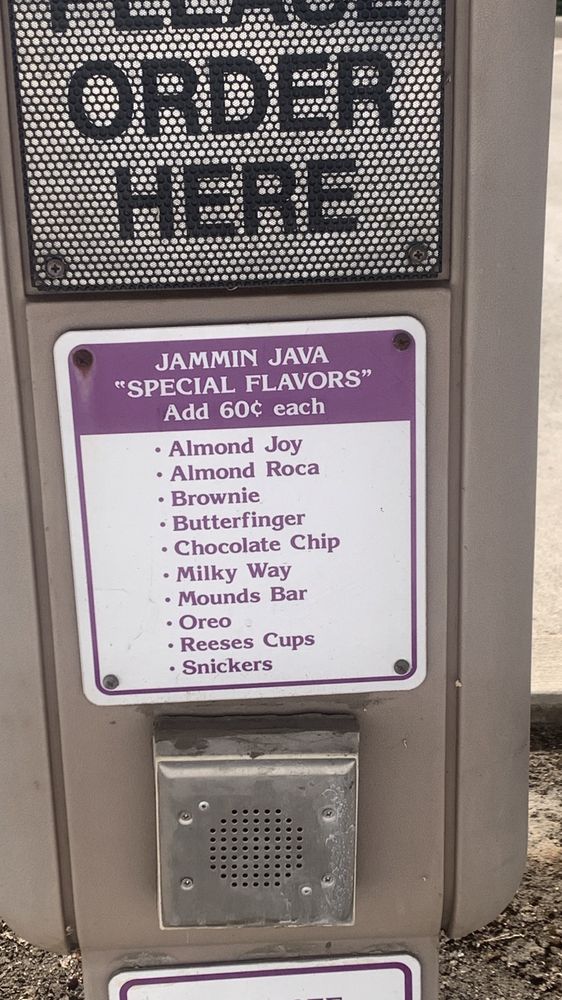 PLEASE
ORDER
HERE
JAMMIN JAVA
“SPECIAL FLAVORS”
Add 60¢ each
• Almond Joy
• Almond Roca
• Brownie
• Butterfinger
• Chocolate Chip
• Milky Way
• Mounds Bar
• Oreo
• Reeses Cups
• Snickers